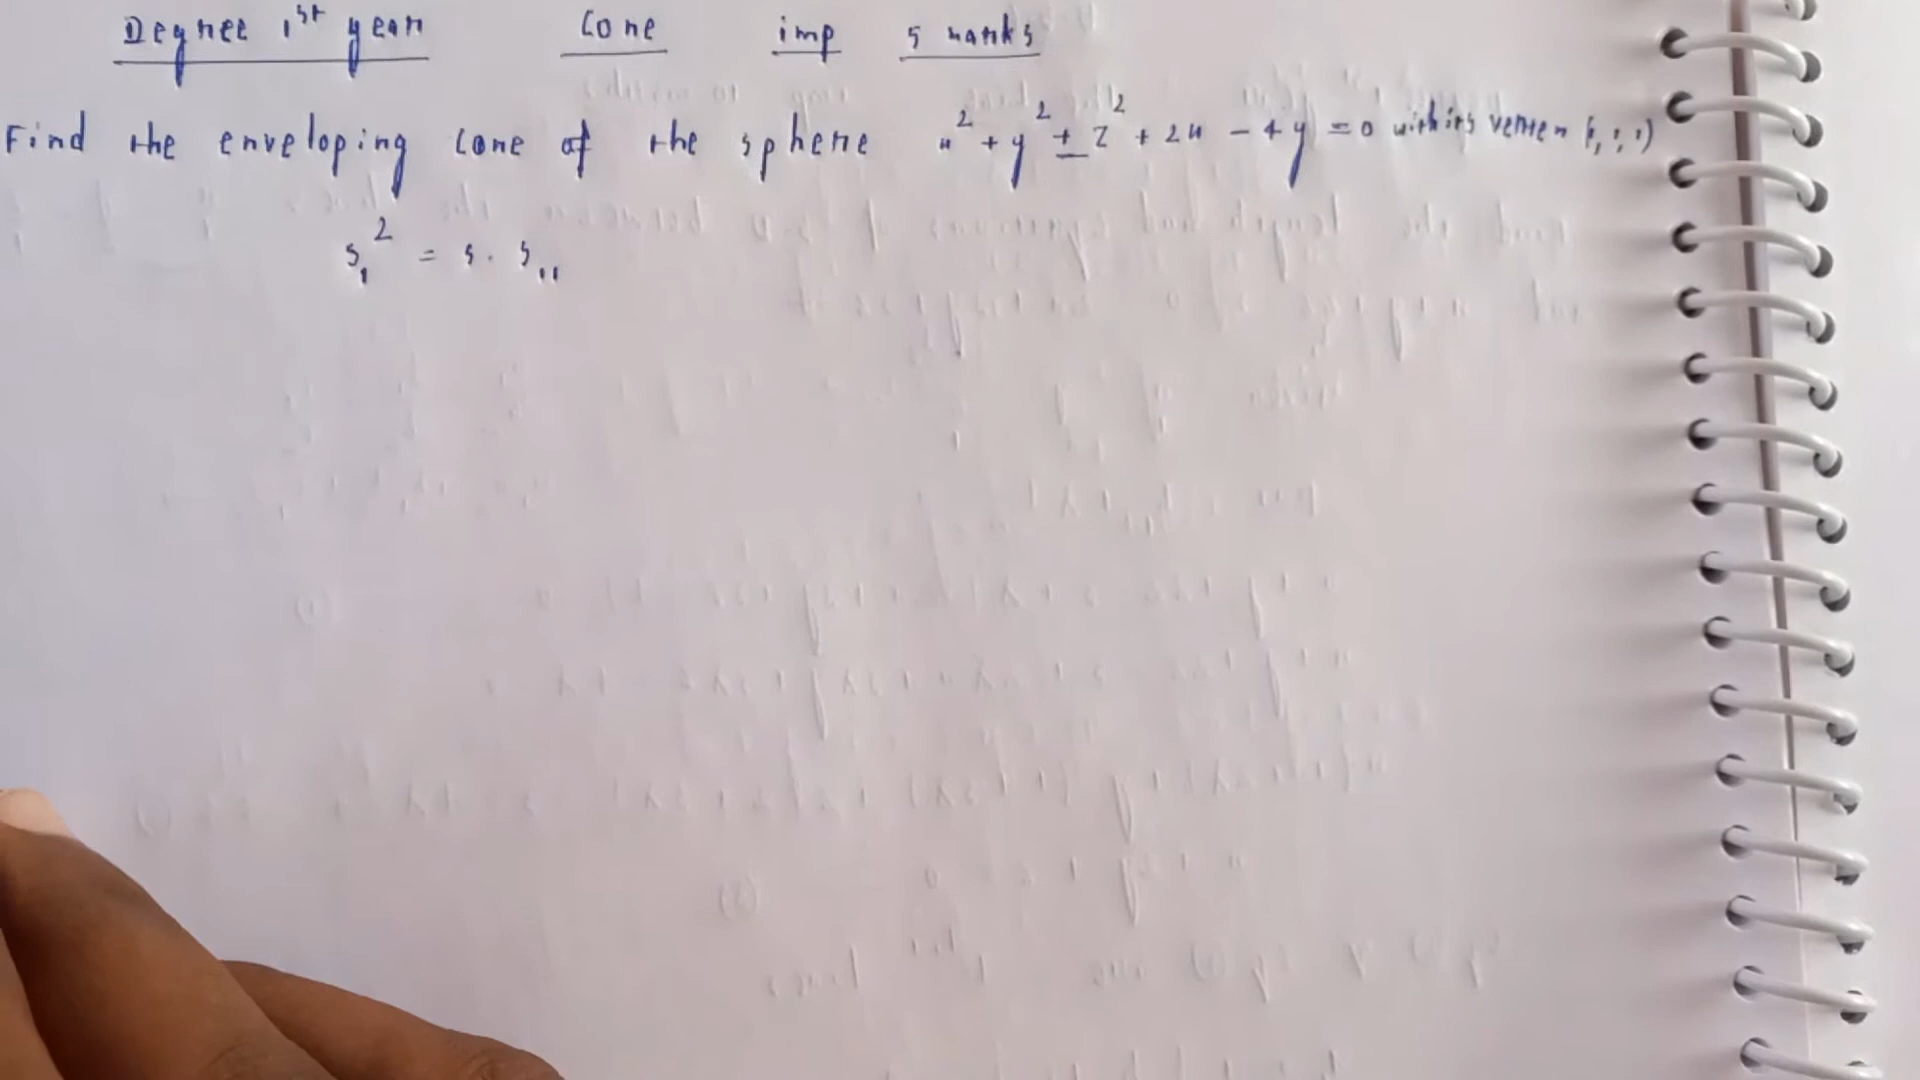 Degree 1st year cone imp 5 marks
Find the enveloping cone of the sphere x² + y² + z² + 2x - 4y = 0 with its vertex (1, 1, 1)
s₁² = s . s₁₁